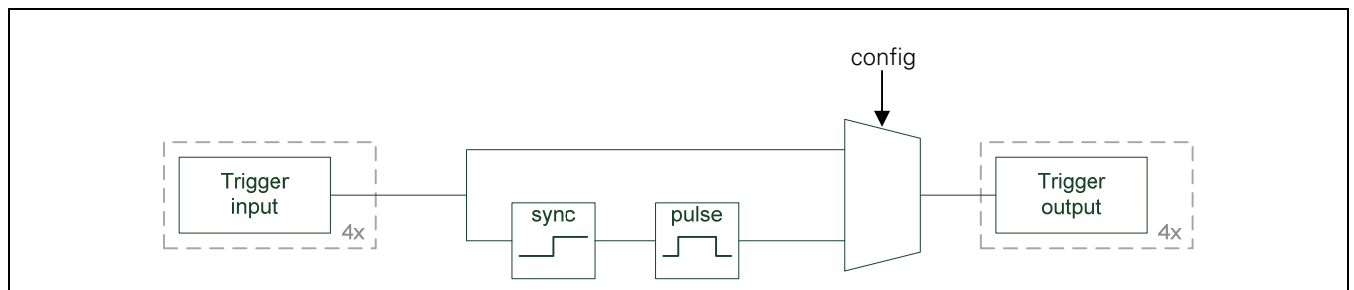 config
Trigger
input
4x
sync
pulse
Trigger
output
4x